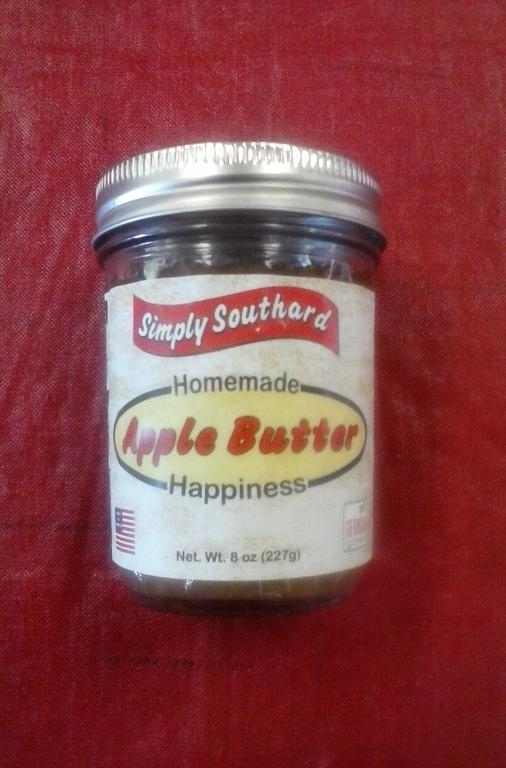 Simply Southard
Homemade
Apple Butter
Happiness
Net. Wt. 8 oz (227g)